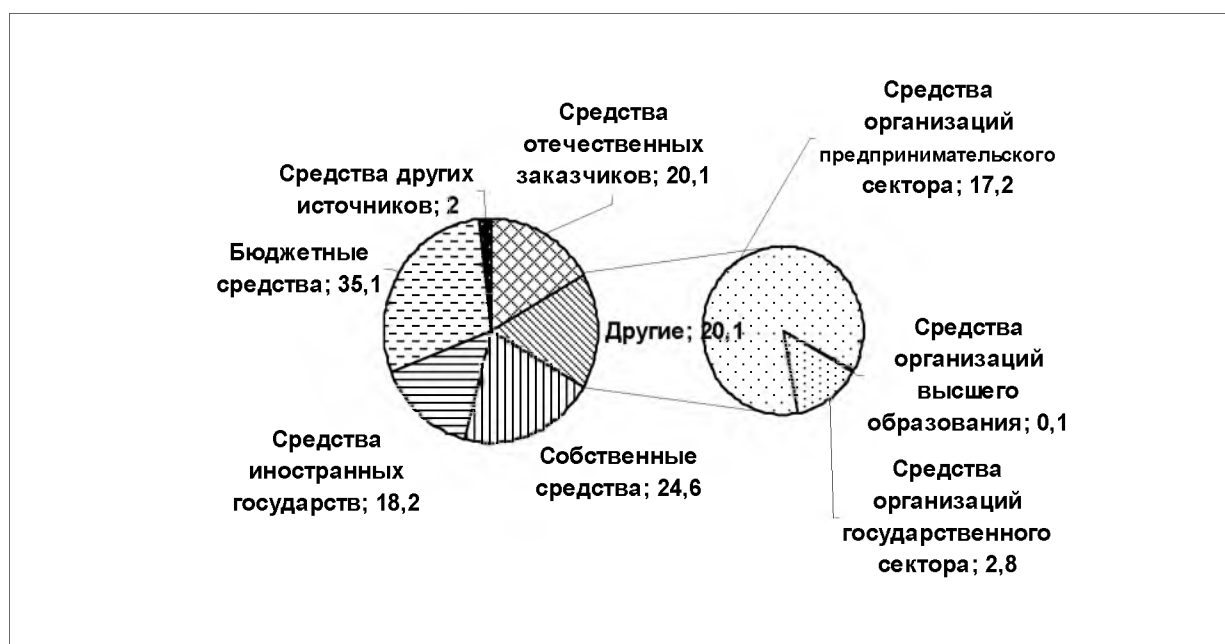 Средства
отечественных
заказчиков; 20,1
Средства других
источников; 2
Бюджетные
средства; 35,1
Средства
иностранных
государств; 18,2
Собственные
средства; 24,6
Другие; 20,1
Средства
организаций
предпринимательского
сектора; 17,2
Средства
организаций
высшего
образования; 0,1
Средства
организаций
государственного
сектора; 2,8